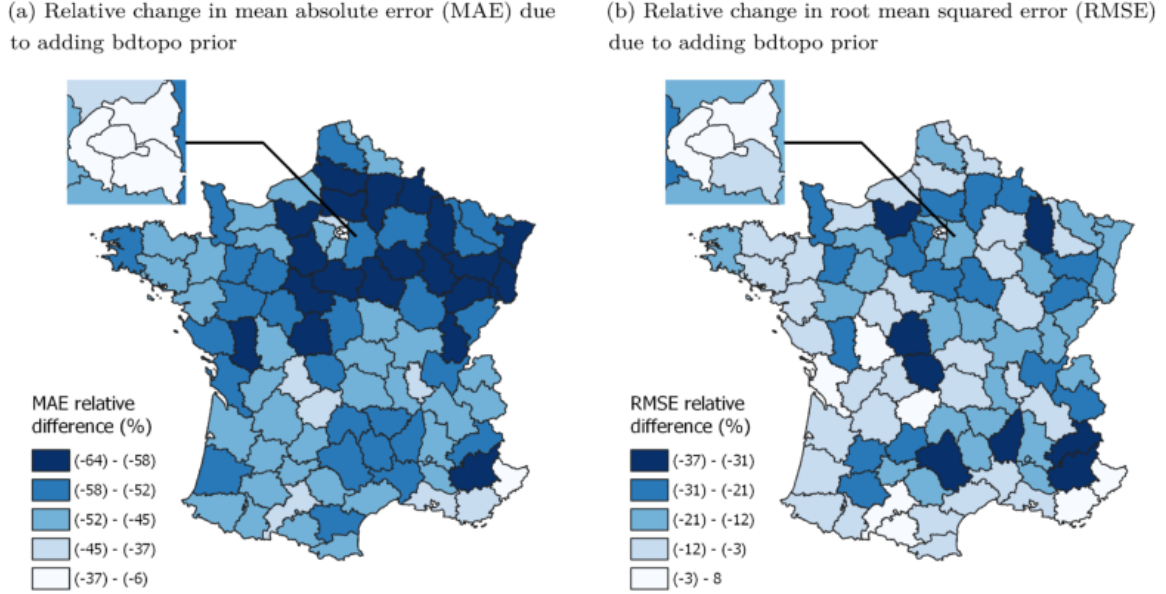 (a) Relative change in mean absolute error (MAE) due
to adding bdtopo prior
(b) Relative change in root mean squared error (RMSE)
due to adding bdtopo prior
MAE relative
difference (%)
(-64) - (-58)
(-58) - (-52)
(-52) - (-45)
(-45) - (-37)
(-37) - (-6)
RMSE relative
difference (%)
(-37) - (-31)
(-31) - (-21)
(-21) - (-12)
(-12) - (-3)
(-3) - 8